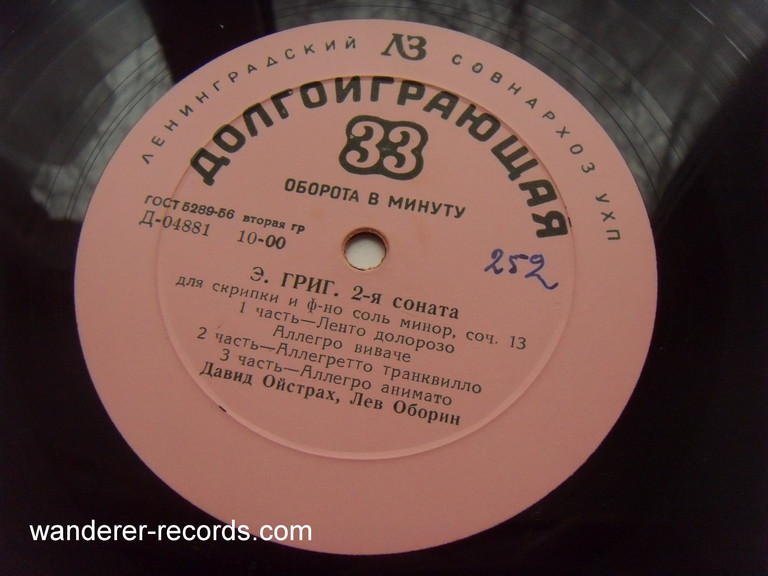 ЛЕНИНГРАДСКИЙ ЛЗ СОВНАРХОЗ УХП
ДОЛГОИГРАЮЩАЯ
33
ОБОРОТА В МИНУТУ
ГОСТ 5289-56 вторая гр
Д-04881 10-00
252
Э. ГРИГ. 2-я соната
для скрипки и ф-но соль минор, соч. 13
1 часть—Ленто долорозо
Аллегро виваче
2 часть—Аллегретто транквилло
3 часть—Аллегро анимато
Давид Ойстрах, Лев Оборин
wanderer-records.com